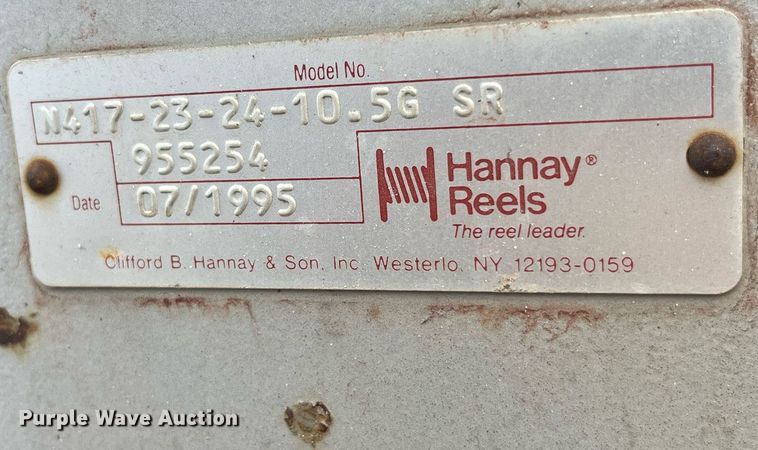 Model No.
N417-23-24-10.5G SR
955254
Date 07/1995
Hannay®
Reels
The reel leader.
Clifford B. Hannay & Son, Inc. Westerlo, NY 12193-0159
Purple Wave Auction